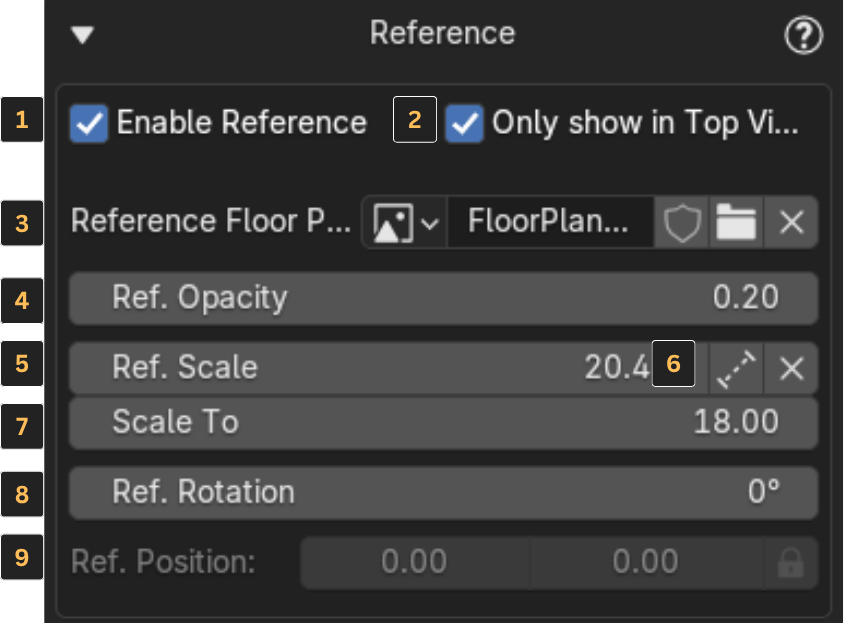 Reference ?
1 Enable Reference 2 Only show in Top Vi...
3 Reference Floor P... FloorPlan...
4 Ref. Opacity 0.20
5 Ref. Scale 20.4 6
7 Scale To 18.00
8 Ref. Rotation 0°
9 Ref. Position: 0.00 0.00